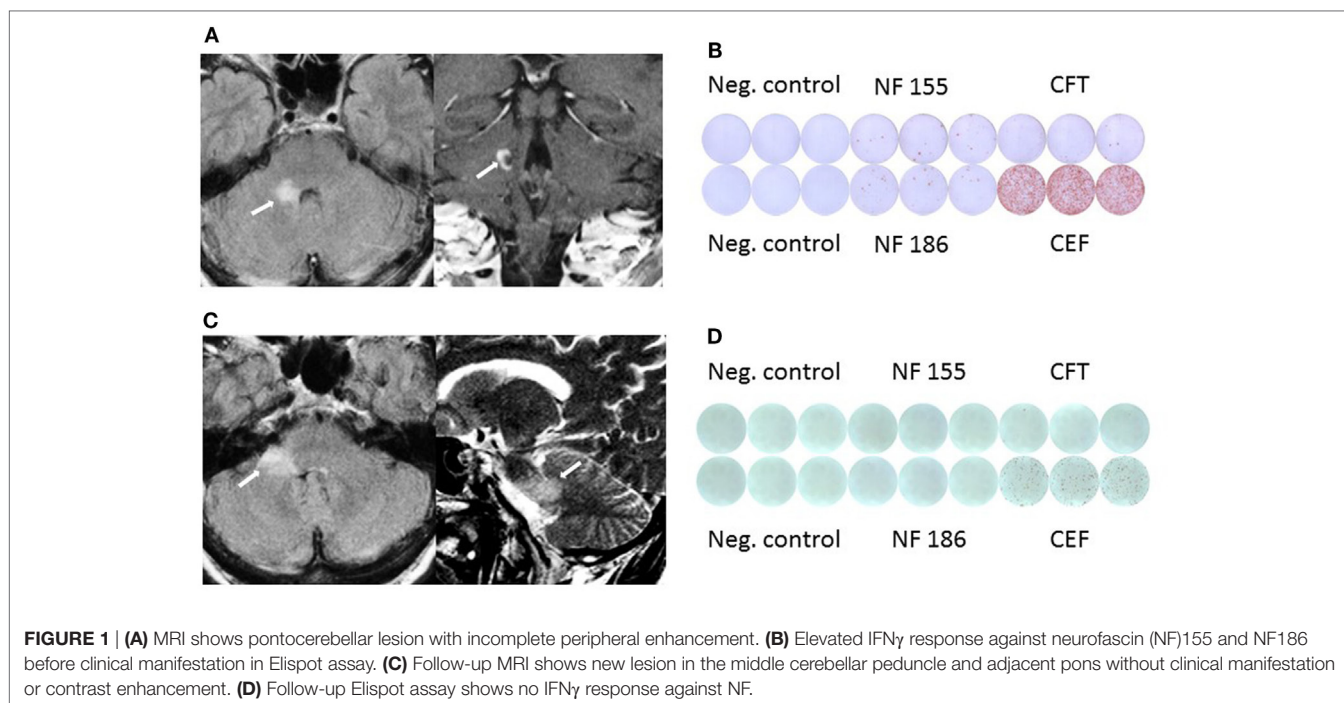 A
B
Neg. control NF 155 CFT
Neg. control NF 186 CEF
C
D
Neg. control NF 155 CFT
Neg. control NF 186 CEF
FIGURE 1 | (A) MRI shows pontocerebellar lesion with incomplete peripheral enhancement. (B) Elevated IFNγ response against neurofascin (NF)155 and NF186
before clinical manifestation in Elispot assay. (C) Follow-up MRI shows new lesion in the middle cerebellar peduncle and adjacent pons without clinical manifestation
or contrast enhancement. (D) Follow-up Elispot assay shows no IFNγ response against NF.